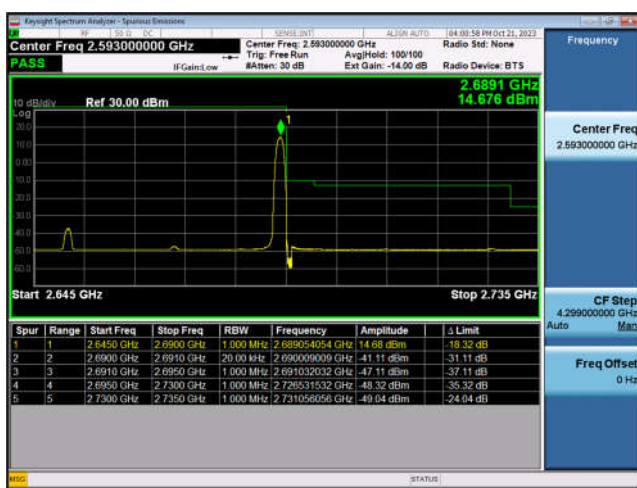 Keysight Spectrum Analyzer - Spurious Emissions
RF 50 Ω DC SENSE:INT ALIGN AUTO 04:00:58 PM Oct 21, 2023
Center Freq 2.593000000 GHz
Center Freq: 2.593000000 GHz Radio Std: None
Trig: Free Run Avg|Hold: 100/100
PASS IFGain:Low #Atten: 30 dB Ext Gain: -14.00 dB Radio Device: BTS
2.6891 GHz
14.676 dBm
10 dB/div Ref 30.00 dBm
Log
20.0
10.0
0.00
-10.0
-20.0
-30.0
-40.0
-50.0
-60.0
1
Start 2.645 GHz Stop 2.735 GHz
Spur Range Start Freq Stop Freq RBW Frequency Amplitude Δ Limit
1 1 2.6450 GHz 2.6900 GHz 1.000 MHz 2.689054054 GHz 14.68 dBm -18.32 dB
2 2 2.6900 GHz 2.6910 GHz 20.00 kHz 2.690009009 GHz -41.11 dBm -31.11 dB
3 3 2.6910 GHz 2.6950 GHz 1.000 MHz 2.691032032 GHz -47.11 dBm -37.11 dB
4 4 2.6950 GHz 2.7300 GHz 1.000 MHz 2.726531532 GHz -48.32 dBm -35.32 dB
5 5 2.7300 GHz 2.7350 GHz 1.000 MHz 2.731056056 GHz -49.04 dBm -24.04 dB
MSG STATUS
Frequency
Center Freq
2.593000000 GHz
CF Step
4.299000000 GHz
Auto Man
Freq Offset
0 Hz